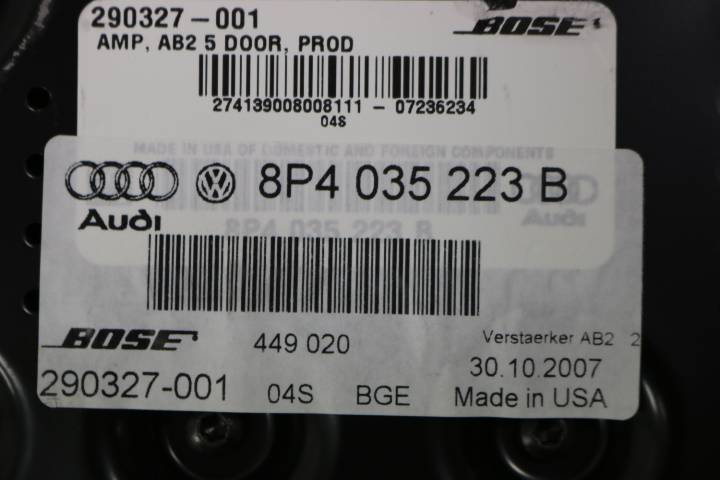 290327-001
BOSE
AMP, AB2 5 DOOR, PROD
274139008008111 - 07236234
04S
MADE IN USA OF DOMESTIC AND FOREIGN COMPONENTS
8P4 035 223 B
Audi
8P4 035 223 B
BOSE
449 020
Verstaerker AB2 2
30.10.2007
290327-001
04S
BGE
Made in USA